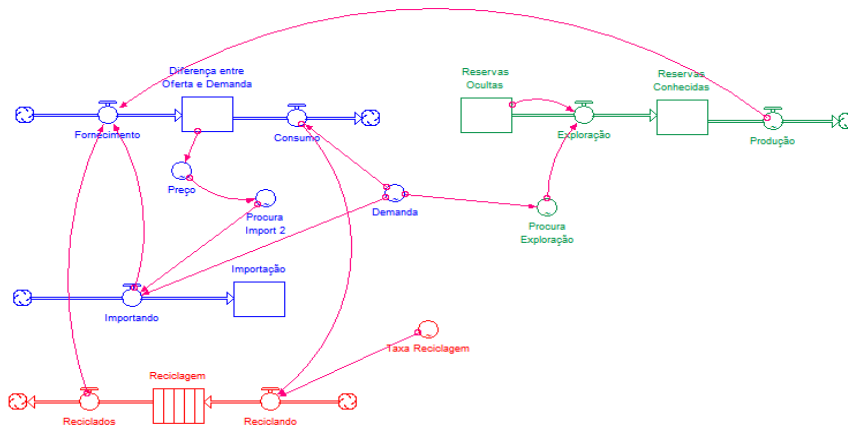 Diferença entre
Oferta e Demanda
Reservas
Ocultas
Reservas
Conhecidas
Fornecimento
Consumo
Exploração
Produção
Preço
Procura
Import 2
Demanda
Procura
Exploração
Importação
Importando
Taxa Reciclagem
Reciclagem
Reciclados
Reciclando